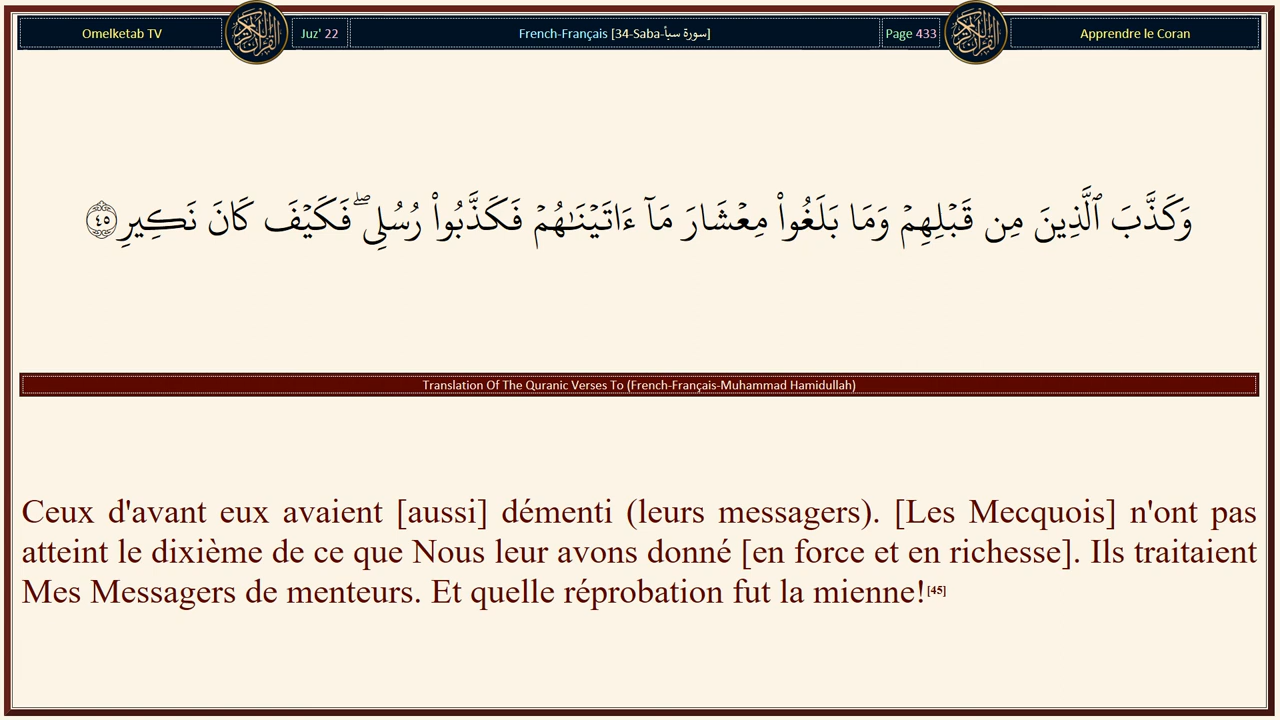 Omelketab TV
Juz' 22
French-Français [34-Saba-سورة سبأ]
Page 433
Apprendre le Coran
وَكَذَّبَ ٱلَّذِينَ مِن قَبۡلِهِمۡ وَمَا بَلَغُواْ مِعۡشَارَ مَآ ءَاتَيۡنَٰهُمۡ فَكَذَّبُواْ رُسُلِيۖ فَكَيۡفَ كَانَ نَكِيرِ ٤٥
Translation Of The Quranic Verses To (French-Français-Muhammad Hamidullah)
Ceux d'avant eux avaient [aussi] démenti (leurs messagers). [Les Mecquois] n'ont pas
atteint le dixième de ce que Nous leur avons donné [en force et en richesse]. Ils traitaient
Mes Messagers de menteurs. Et quelle réprobation fut la mienne![45]